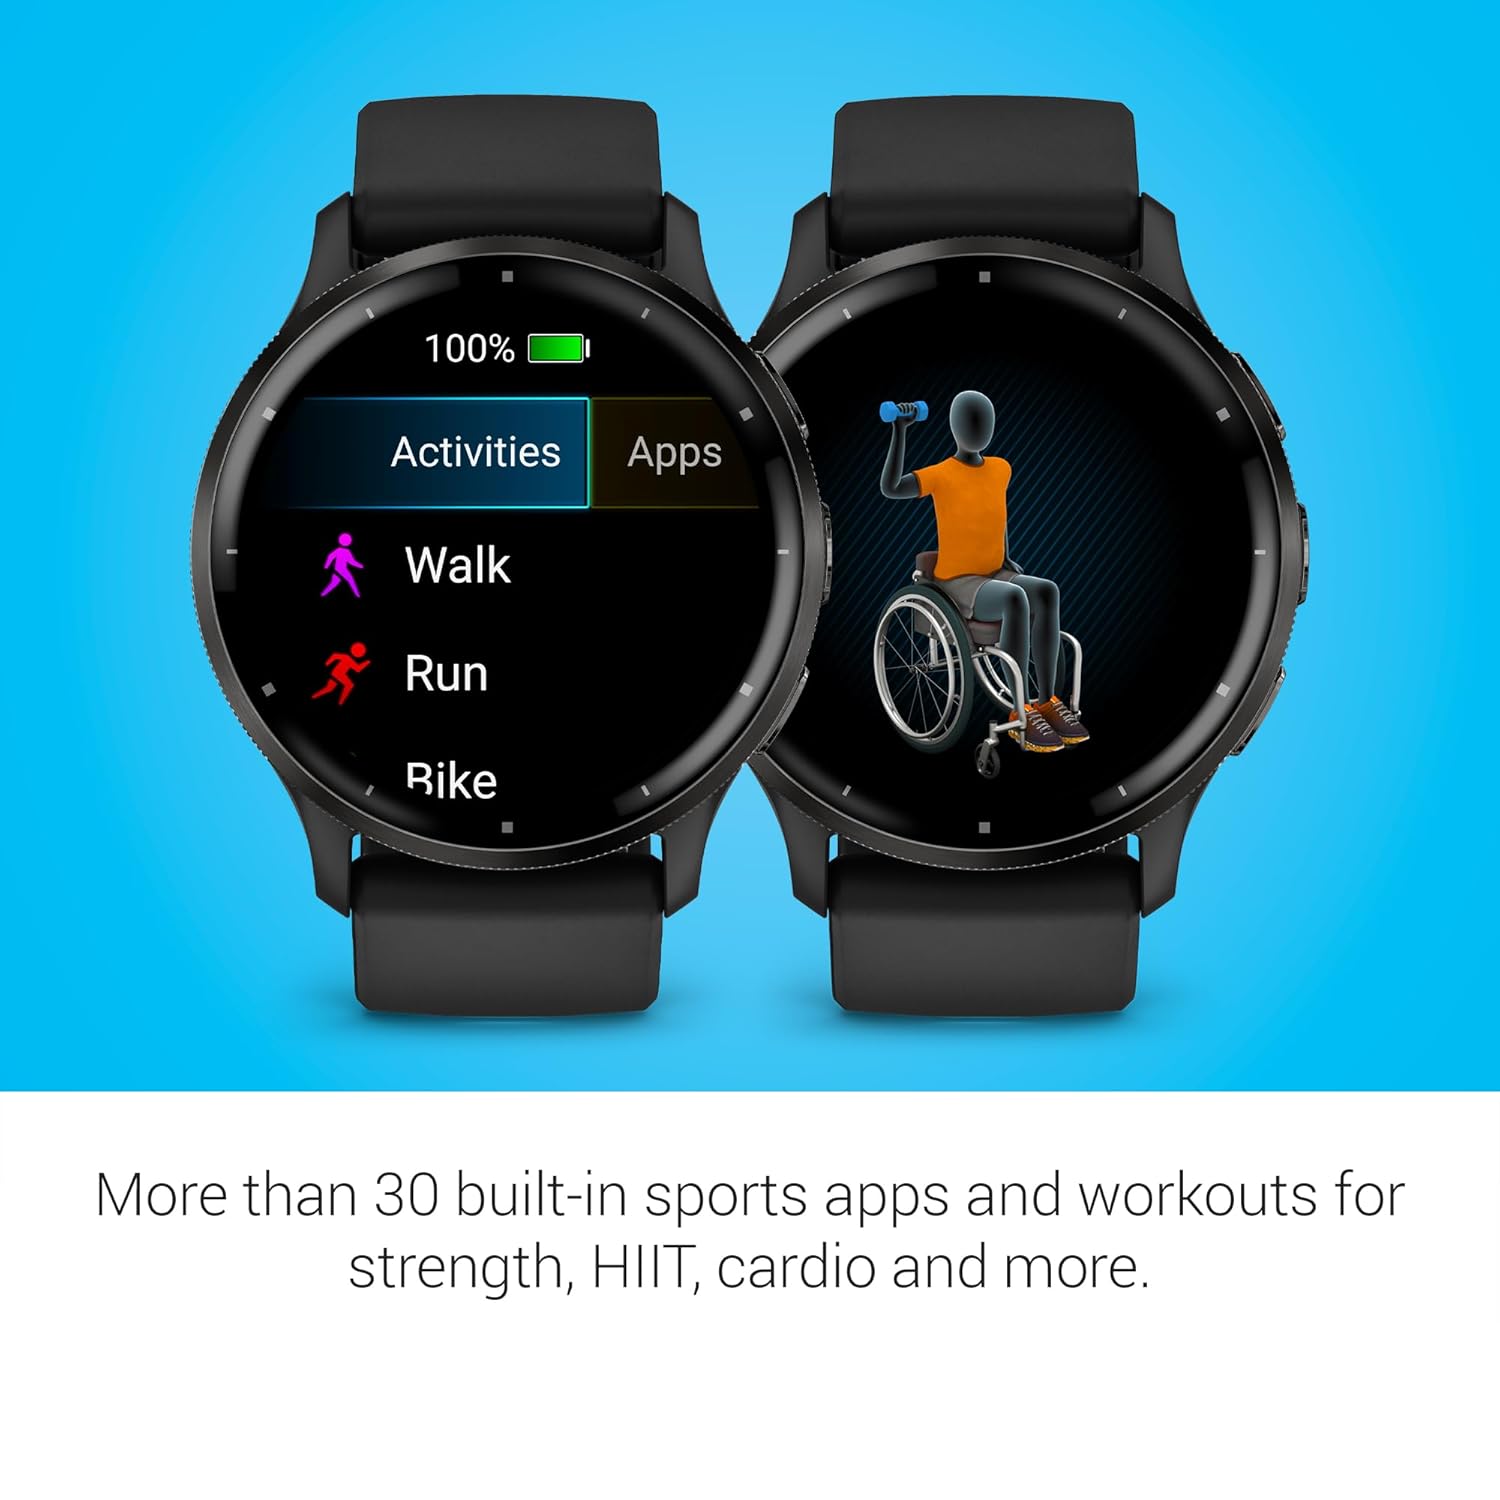 100%
Activities
Apps
Walk
Run
Bike
More than 30 built-in sports apps and workouts for
strength, HIIT, cardio and more.